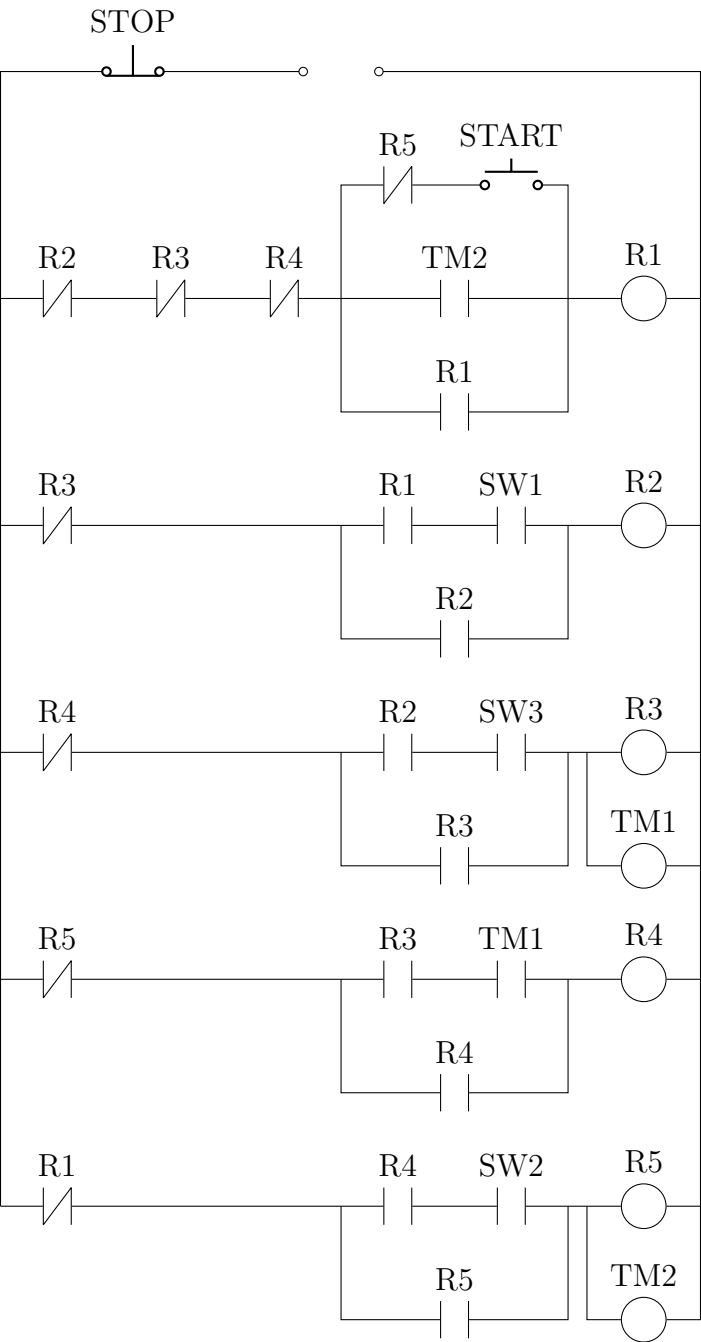 STOP
R5 START
R2 R3 R4 TM2 R1
R1
R3 R1 SW1 R2
R2
R4 R2 SW3 R3
R3 TM1
R5 R3 TM1 R4
R4
R1 R4 SW2 R5
R5 TM2